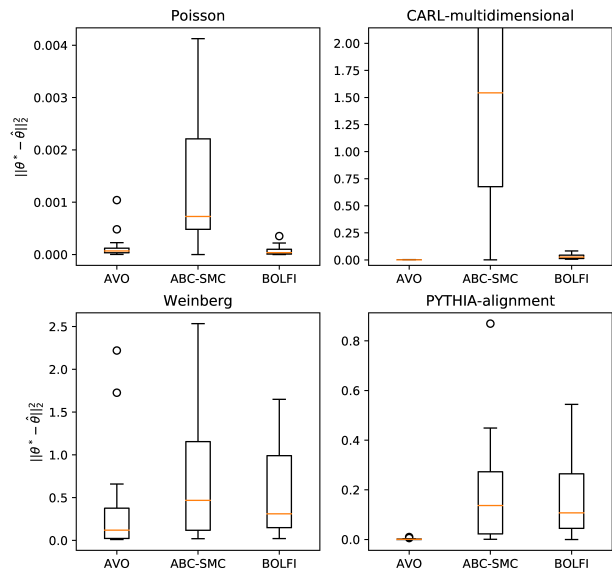 Poisson
0.004
0.003
0.002
0.001
0.000
||θ* − θ̂||₂²
AVO ABC-SMC BOLFI
CARL-multidimensional
2.00
1.75
1.50
1.25
1.00
0.75
0.50
0.25
0.00
AVO ABC-SMC BOLFI
Weinberg
2.5
2.0
1.5
1.0
0.5
0.0
||θ* − θ̂||₂²
AVO ABC-SMC BOLFI
PYTHIA-alignment
0.8
0.6
0.4
0.2
0.0
AVO ABC-SMC BOLFI